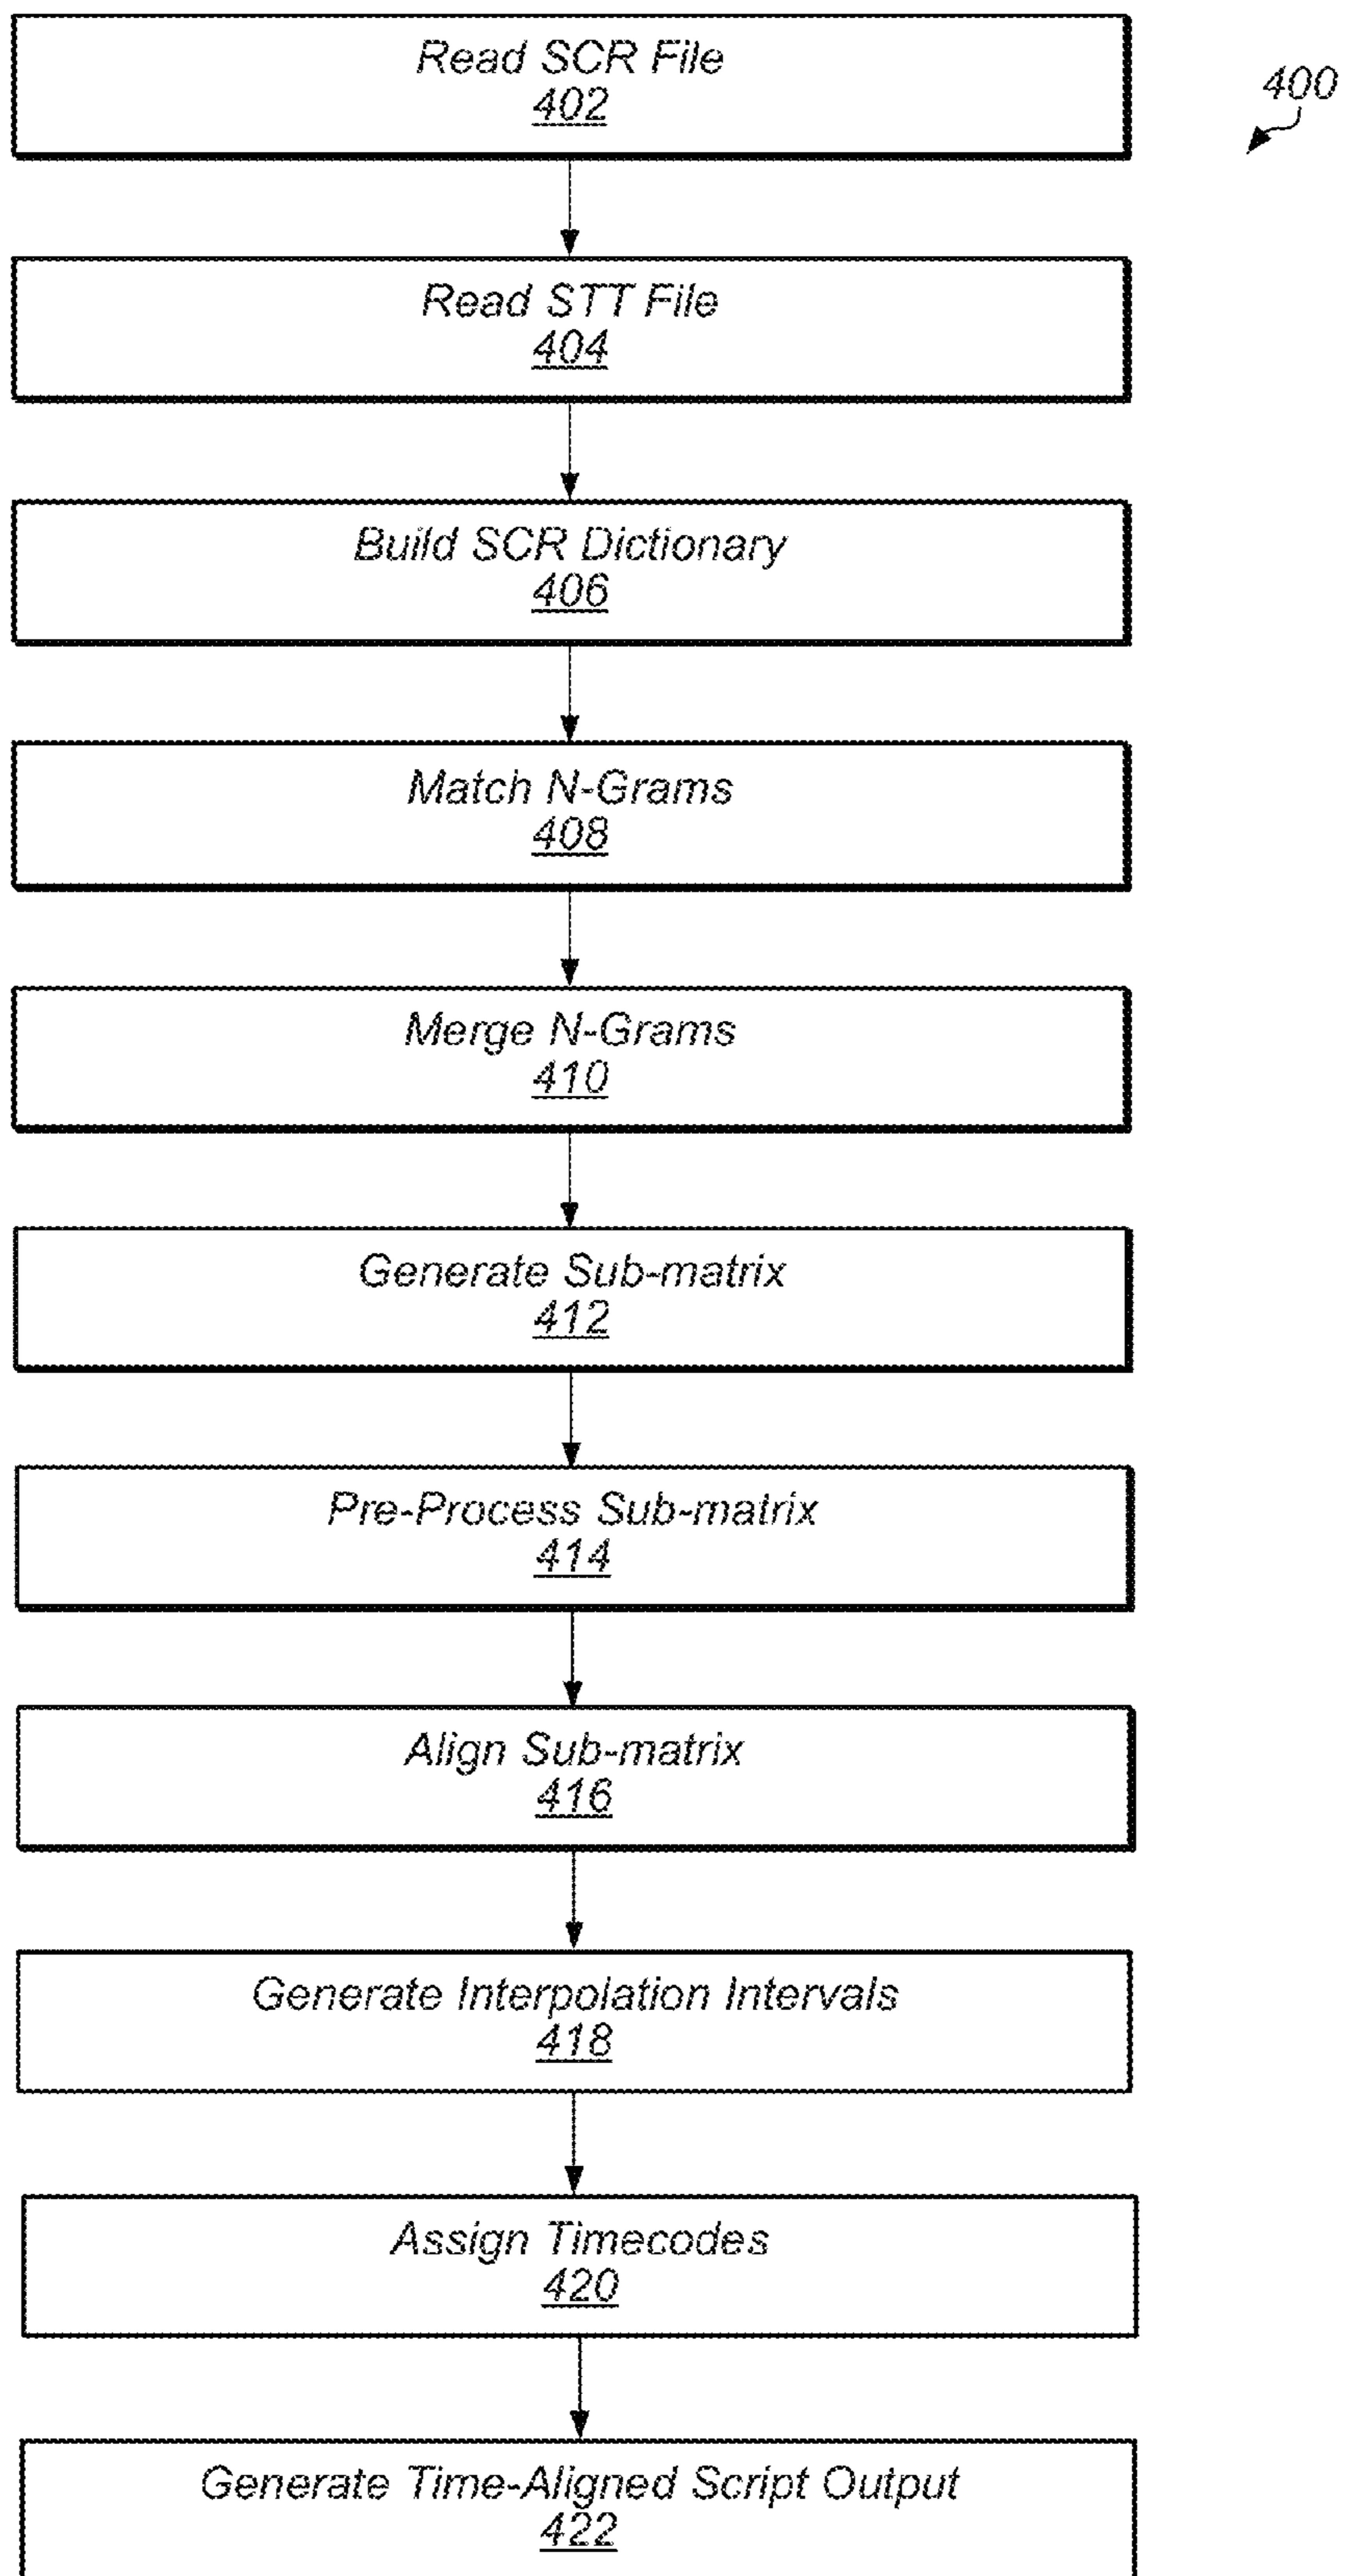 Read SCR File
402
400
Read STT File
404
Build SCR Dictionary
406
Match N-Grams
408
Merge N-Grams
410
Generate Sub-matrix
412
Pre-Process Sub-matrix
414
Align Sub-matrix
416
Generate Interpolation Intervals
418
Assign Timecodes
420
Generate Time-Aligned Script Output
422